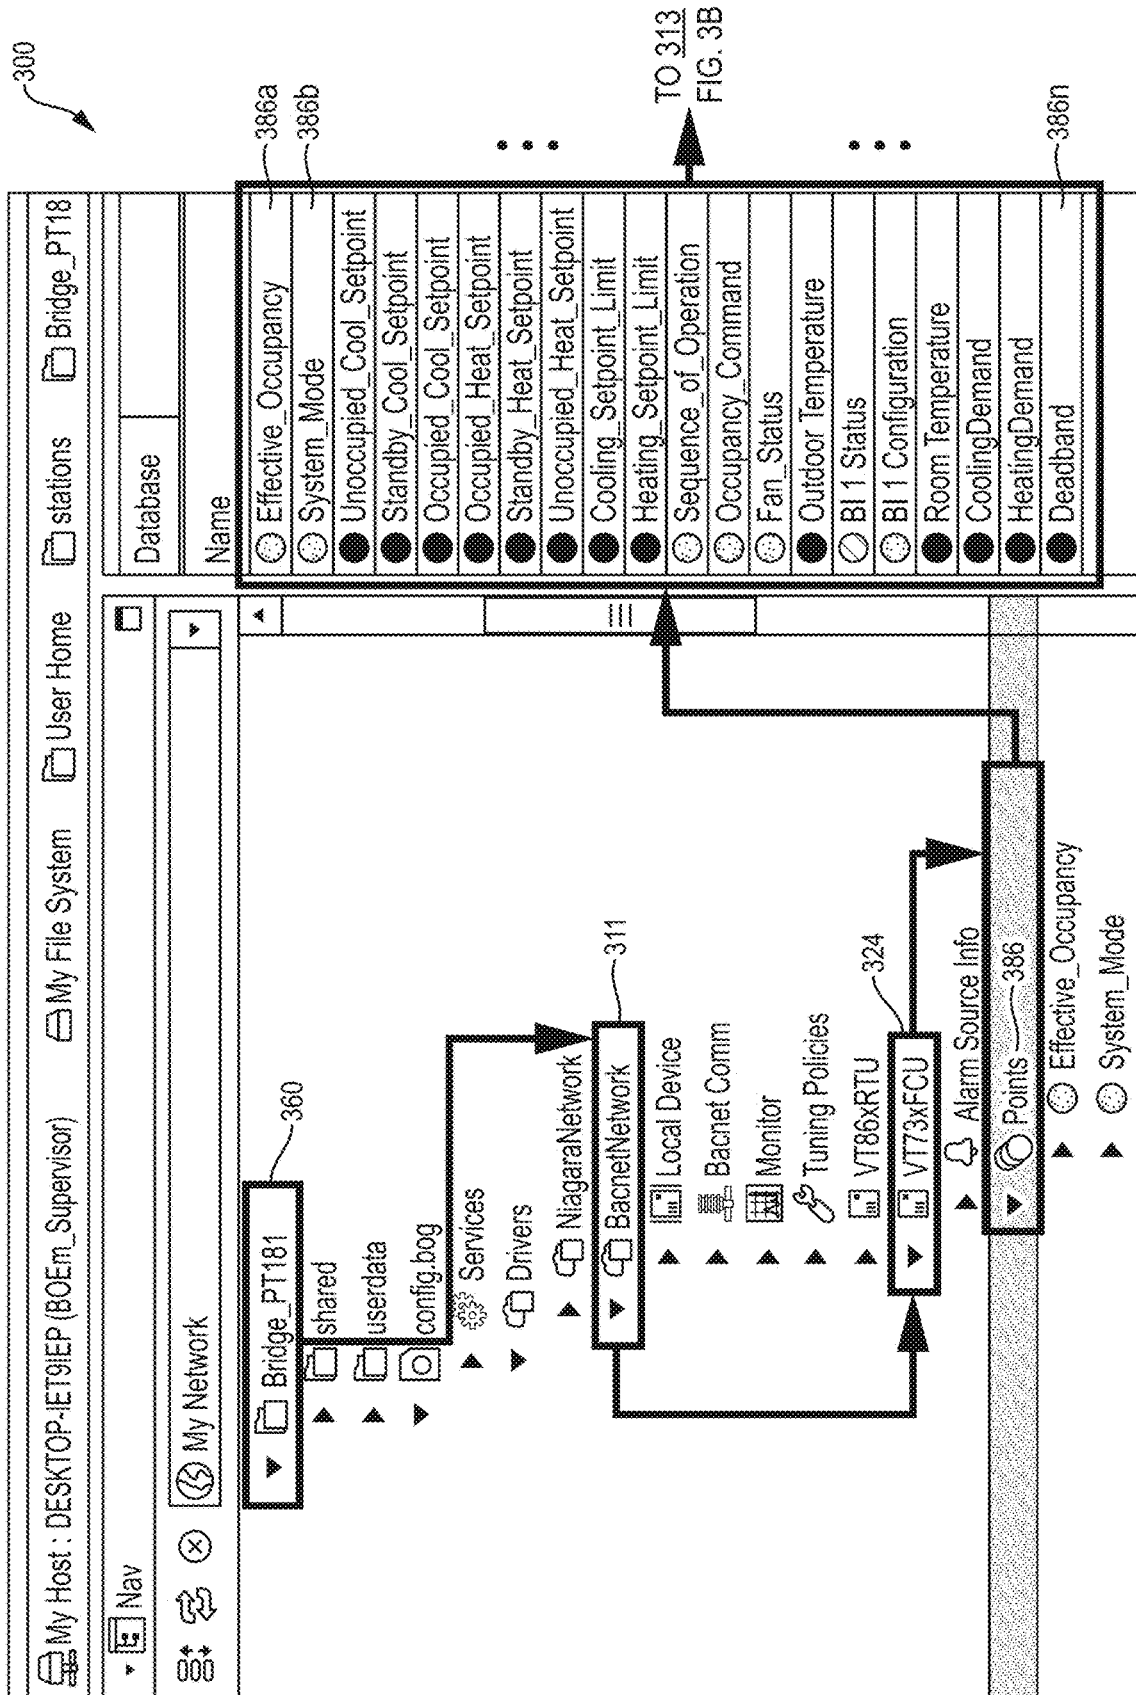 300
My Host : DESKTOP-IET9IEP (BOEm_Supervisor)
My File System
User Home
stations
Bridge_PT18
Nav
My Network
Bridge_PT181
360
shared
userdata
config.bog
Services
Drivers
NiagaraNetwork
BacnetNetwork
311
Local Device
Bacnet Comm
Monitor
Tuning Policies
VT86xRTU
VT73xFCU
324
Alarm Source Info
Points
386
Effective_Occupancy
System_Mode
Database
Name
Effective_Occupancy
386a
System_Mode
386b
Unoccupied_Cool_Setpoint
Standby_Cool_Setpoint
Occupied_Cool_Setpoint
Occupied_Heat_Setpoint
Standby_Heat_Setpoint
Unoccupied_Heat_Setpoint
Cooling_Setpoint_Limit
Heating_Setpoint_Limit
Sequence_of_Operation
Occupancy_Command
Fan_Status
Outdoor Temperature
BI 1 Status
BI 1 Configuration
Room Temperature
CoolingDemand
HeatingDemand
Deadband
386n
TO 313
FIG. 3B